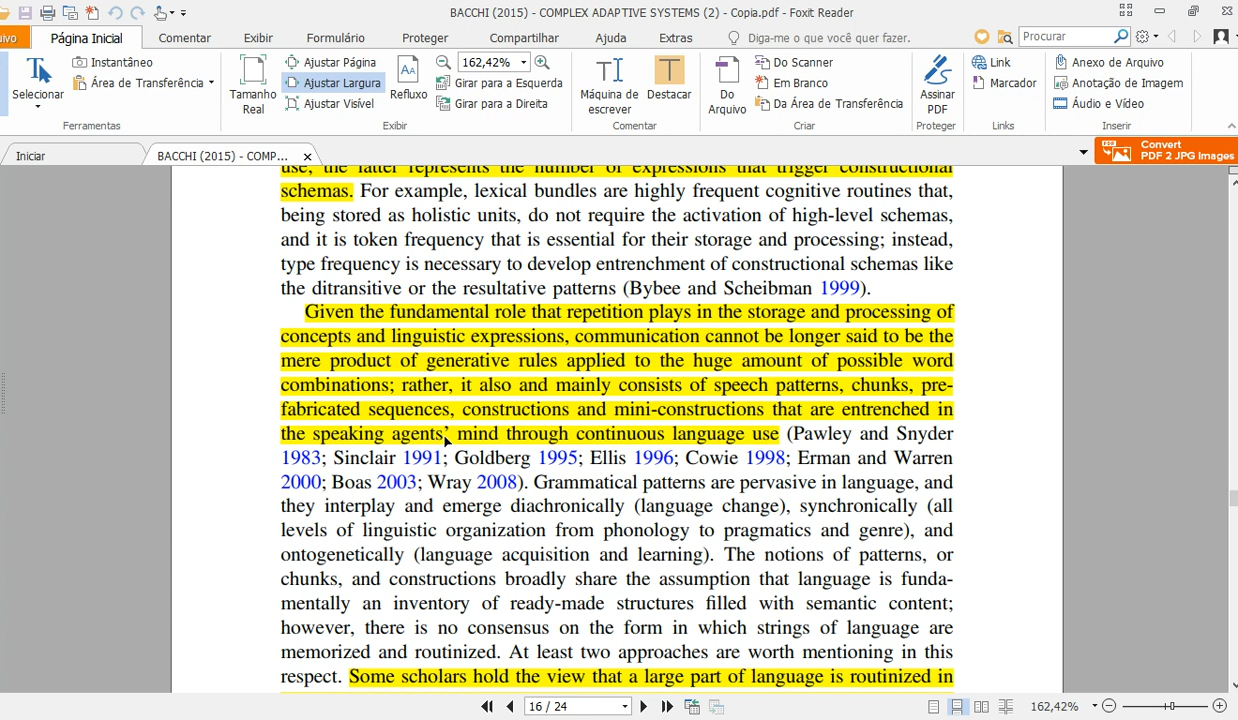 BACCHI (2015) - COMPLEX ADAPTIVE SYSTEMS (2) - Copia.pdf - Foxit Reader
Página Inicial Comentar Exibir Formulário Proteger Compartilhar Ajuda Extras Diga-me o que você quer fazer. Procurar
Selecionar
Instantâneo
Área de Transferência
Ferramentas
Tamanho Real
Ajustar Página
Ajustar Largura
Ajustar Visível
Refluxo
162,42%
Girar para a Esquerda
Girar para a Direita
Exibir
Máquina de escrever
Destacar
Comentar
Do Arquivo
Do Scanner
Em Branco
Da Área de Transferência
Criar
Assinar PDF
Proteger
Link
Marcador
Links
Anexo de Arquivo
Anotação de Imagem
Áudio e Vídeo
Inserir
Iniciar
BACCHI (2015) - COMP...
Convert
PDF 2 JPG Images
use, the latter represents the number of expressions that trigger constructional
schemas. For example, lexical bundles are highly frequent cognitive routines that,
being stored as holistic units, do not require the activation of high-level schemas,
and it is token frequency that is essential for their storage and processing; instead,
type frequency is necessary to develop entrenchment of constructional schemas like
the ditransitive or the resultative patterns (Bybee and Scheibman 1999).
Given the fundamental role that repetition plays in the storage and processing of
concepts and linguistic expressions, communication cannot be longer said to be the
mere product of generative rules applied to the huge amount of possible word
combinations; rather, it also and mainly consists of speech patterns, chunks, pre-
fabricated sequences, constructions and mini-constructions that are entrenched in
the speaking agents' mind through continuous language use (Pawley and Snyder
1983; Sinclair 1991; Goldberg 1995; Ellis 1996; Cowie 1998; Erman and Warren
2000; Boas 2003; Wray 2008). Grammatical patterns are pervasive in language, and
they interplay and emerge diachronically (language change), synchronically (all
levels of linguistic organization from phonology to pragmatics and genre), and
ontogenetically (language acquisition and learning). The notions of patterns, or
chunks, and constructions broadly share the assumption that language is funda-
mentally an inventory of ready-made structures filled with semantic content;
however, there is no consensus on the form in which strings of language are
memorized and routinized. At least two approaches are worth mentioning in this
respect. Some scholars hold the view that a large part of language is routinized in
16 / 24
162,42%